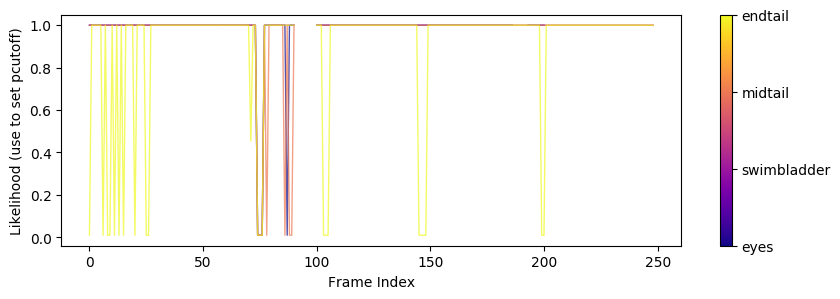 Likelihood (use to set pcutoff)
1.0
0.8
0.6
0.4
0.2
0.0
0
50
100
150
200
250
Frame Index
endtail
midtail
swimbladder
eyes